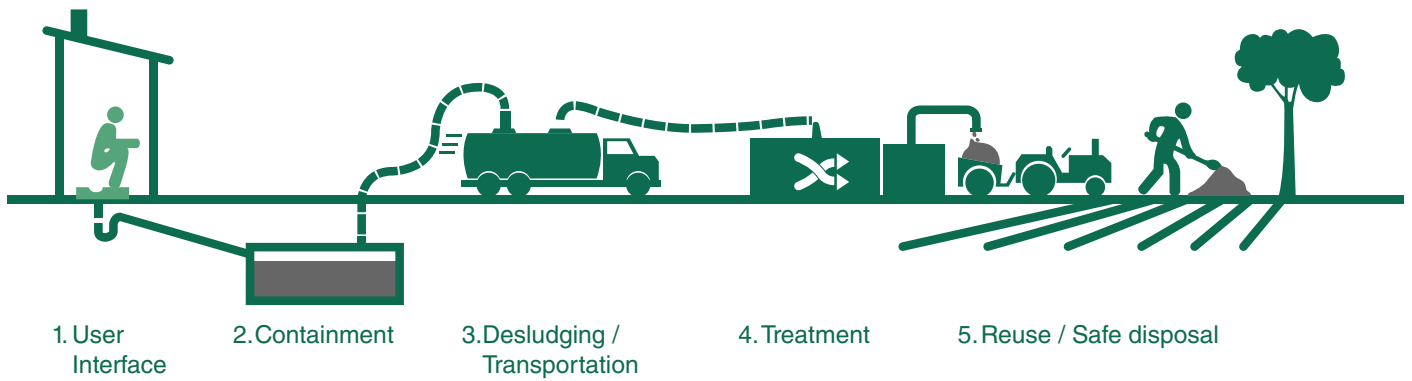 1. User
Interface
2. Containment
3. Desludging /
Transportation
4. Treatment
5. Reuse / Safe disposal